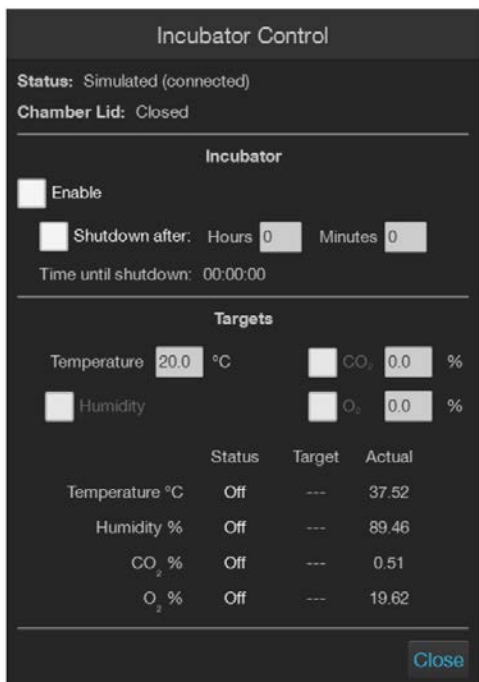 Incubator Control
Status: Simulated (connected)
Chamber Lid: Closed
Incubator
Enable
Shutdown after: Hours 0 Minutes 0
Time until shutdown: 00:00:00
Targets
Temperature 20.0 °C CO₂ 0.0 %
Humidity O₂ 0.0 %
Status Target Actual
Temperature °C Off --- 37.52
Humidity % Off --- 89.46
CO₂ % Off --- 0.51
O₂ % Off --- 19.62
Close